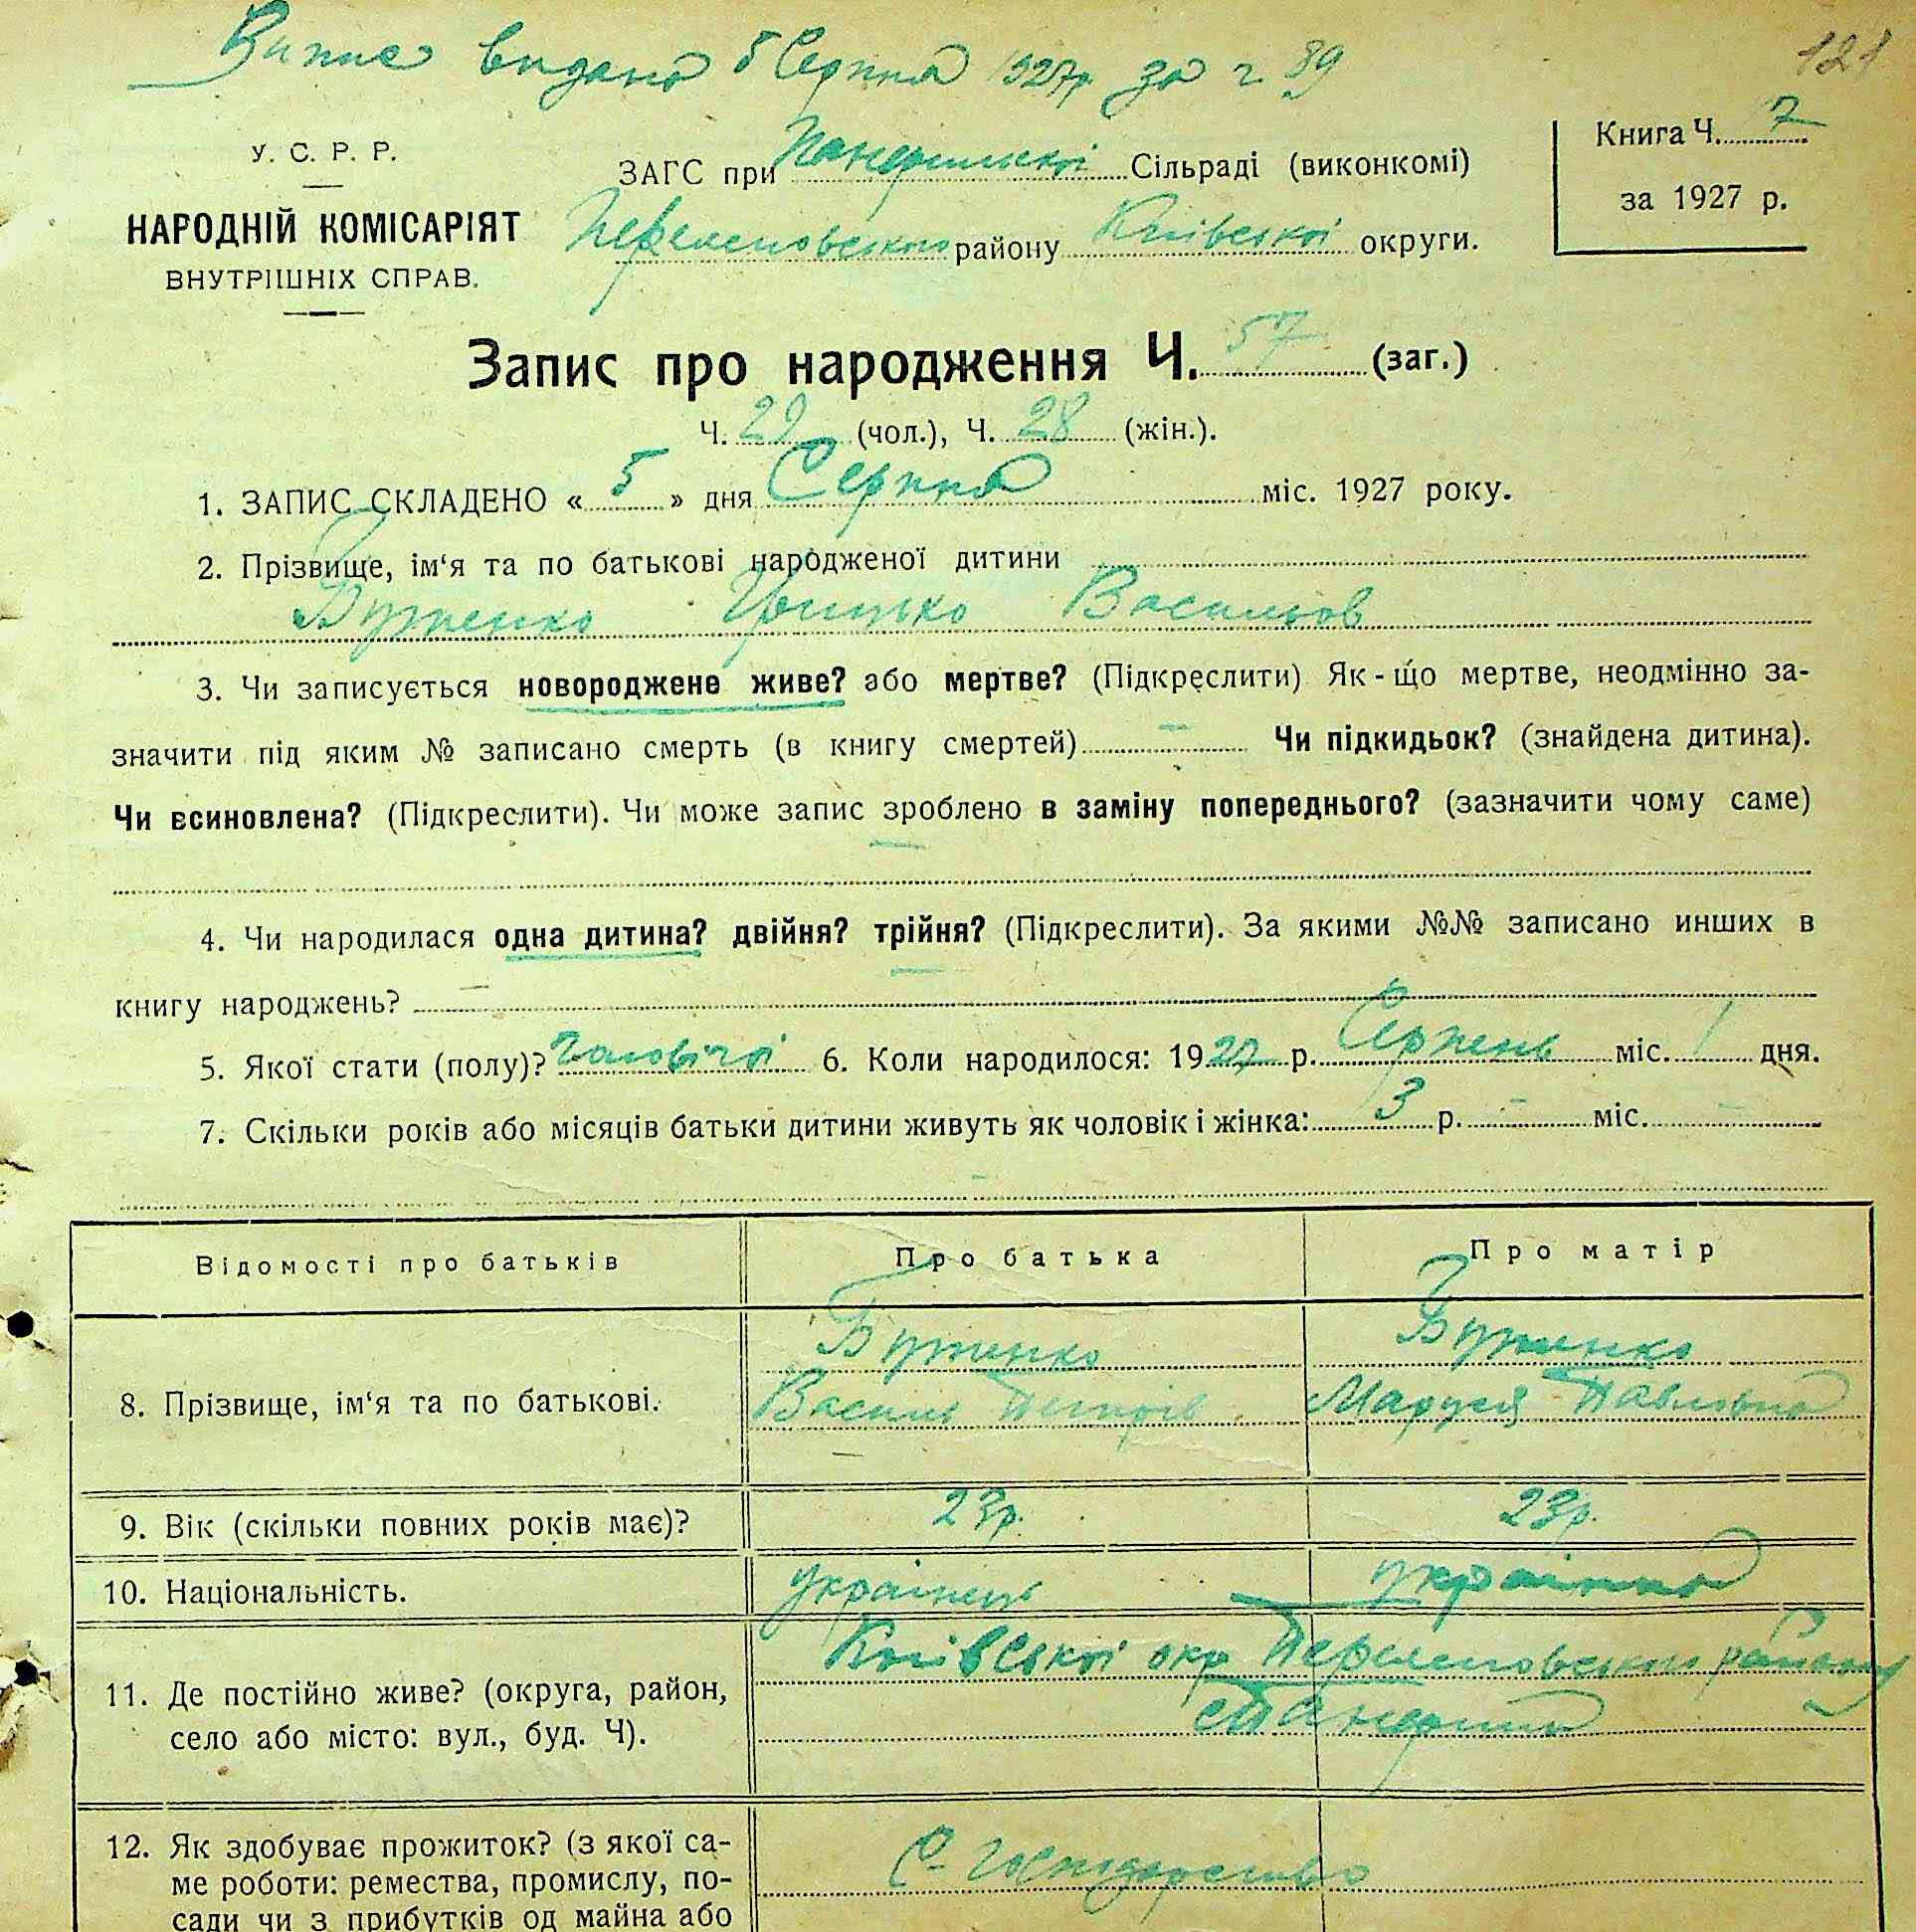 Випис видано 5 Серпня 1927р. за ч 89
121
У. С. Р. Р.
НАРОДНІЙ КОМІСАРІЯТ
ВНУТРІШНІХ СПРАВ.
ЗАГС при Сільраді (виконкомі)
району Київської округи.
Книга Ч. 7
за 1927 р.
Запис про народження Ч. 57 (заг.)
Ч. 29 (чол.), Ч. 28 (жін.).
1. ЗАПИС СКЛАДЕНО « 5 » дня Серпня міс. 1927 року.
2. Прізвище, ім'я та по батькові народженої дитини
Грицько Васильов
3. Чи записується новороджене живе? або мертве? (Підкреслити) Як-що мертве, неодмінно за-
значити під яким № записано смерть (в книгу смертей) — Чи підкидьок? (знайдена дитина).
Чи всиновлена? (Підкреслити). Чи може запис зроблено в заміну попереднього? (зазначити чому саме)
4. Чи народилася одна дитина? двійня? трійня? (Підкреслити). За якими №№ записано инших в
книгу народжень? —
5. Якої стати (полу)? Чоловічої 6. Коли народилося: 1927 р. Серпень міс. 1 дня.
7. Скільки років або місяців батьки дитини живуть як чоловік і жінка: 3 р. — міс. —
Відомості про батьків Про батька Про матір
8. Прізвище, ім'я та по батькові.
Василь Петрів Маруся Павловна
9. Вік (скільки повних років має)? 23р. 23р.
10. Національність. українець українка
11. Де постійно живе? (округа, район,
село або місто: вул., буд. Ч).
Київської окр району
12. Як здобуває прожиток? (з якої са-
ме роботи: ремества, промислу, по-
сади чи з прибутків од майна або
С. Господарство